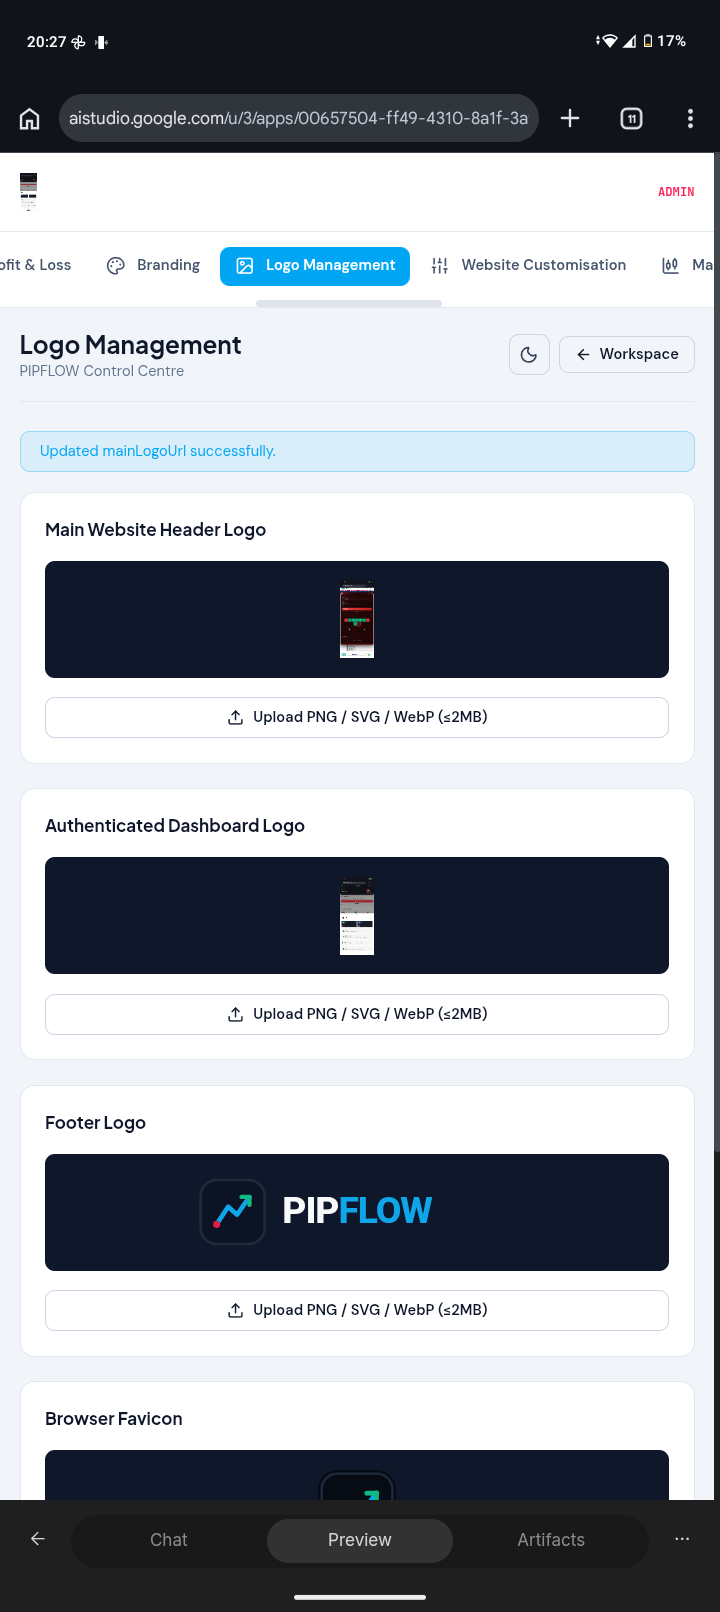 20:27
17%
aistudio.google.com/u/3/apps/00657504-ff49-4310-8a1f-3a
11
ADMIN
ofit & Loss
Branding
Logo Management
Website Customisation
Ma
Logo Management
PIPFLOW Control Centre
Workspace
Updated mainLogoUrl successfully.
Main Website Header Logo
Upload PNG / SVG / WebP (≤2MB)
Authenticated Dashboard Logo
Upload PNG / SVG / WebP (≤2MB)
Footer Logo
PIPFLOW
Upload PNG / SVG / WebP (≤2MB)
Browser Favicon
Chat
Preview
Artifacts